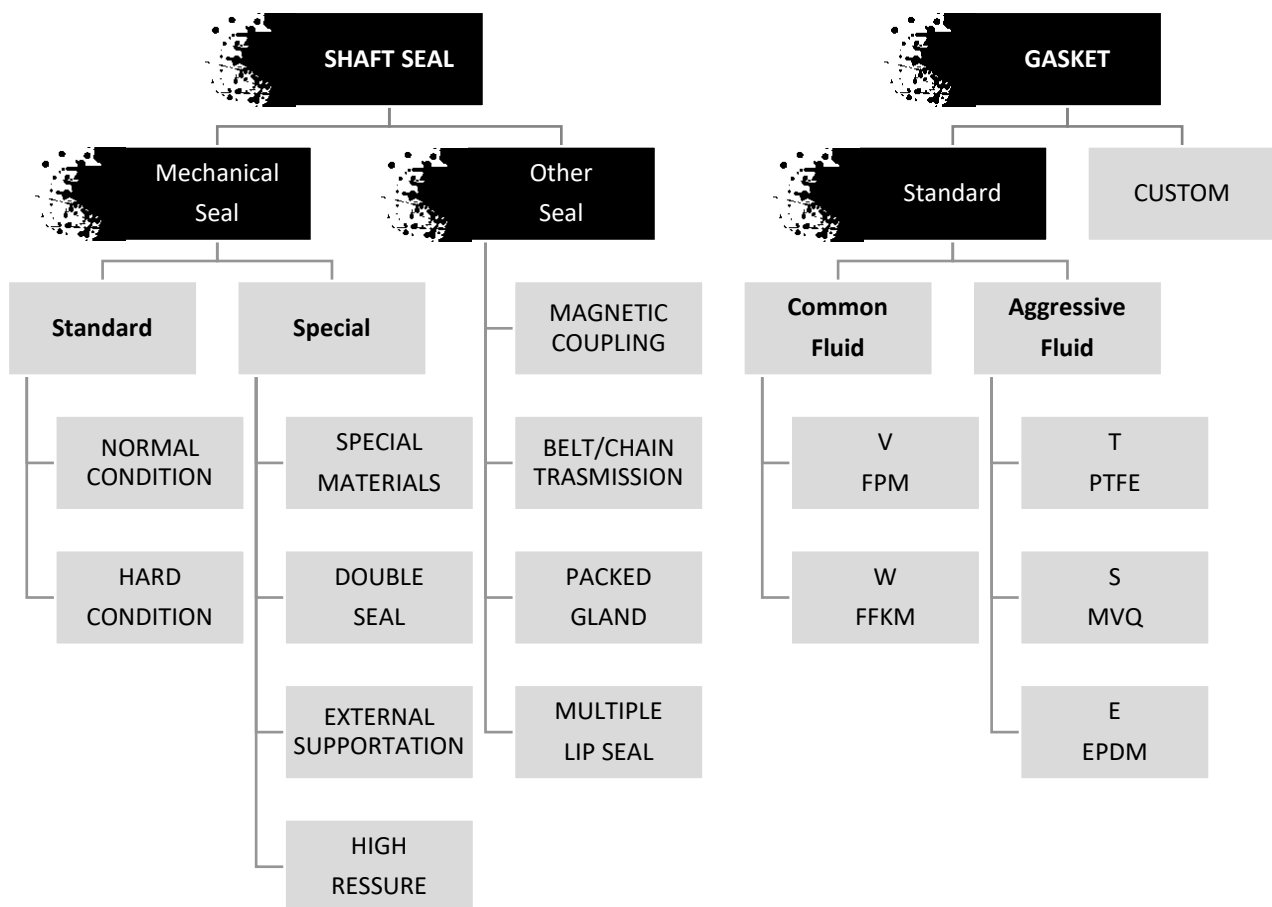 SHAFT SEAL
Mechanical
Seal
Standard
NORMAL
CONDITION
HARD
CONDITION
Special
SPECIAL
MATERIALS
DOUBLE
SEAL
EXTERNAL
SUPPORTATION
HIGH
RESSURE
Other
Seal
MAGNETIC
COUPLING
BELT/CHAIN
TRASMISSION
PACKED
GLAND
MULTIPLE
LIP SEAL
GASKET
Standard
Common
Fluid
V
FPM
W
FFKM
Aggressive
Fluid
T
PTFE
S
MVQ
E
EPDM
CUSTOM